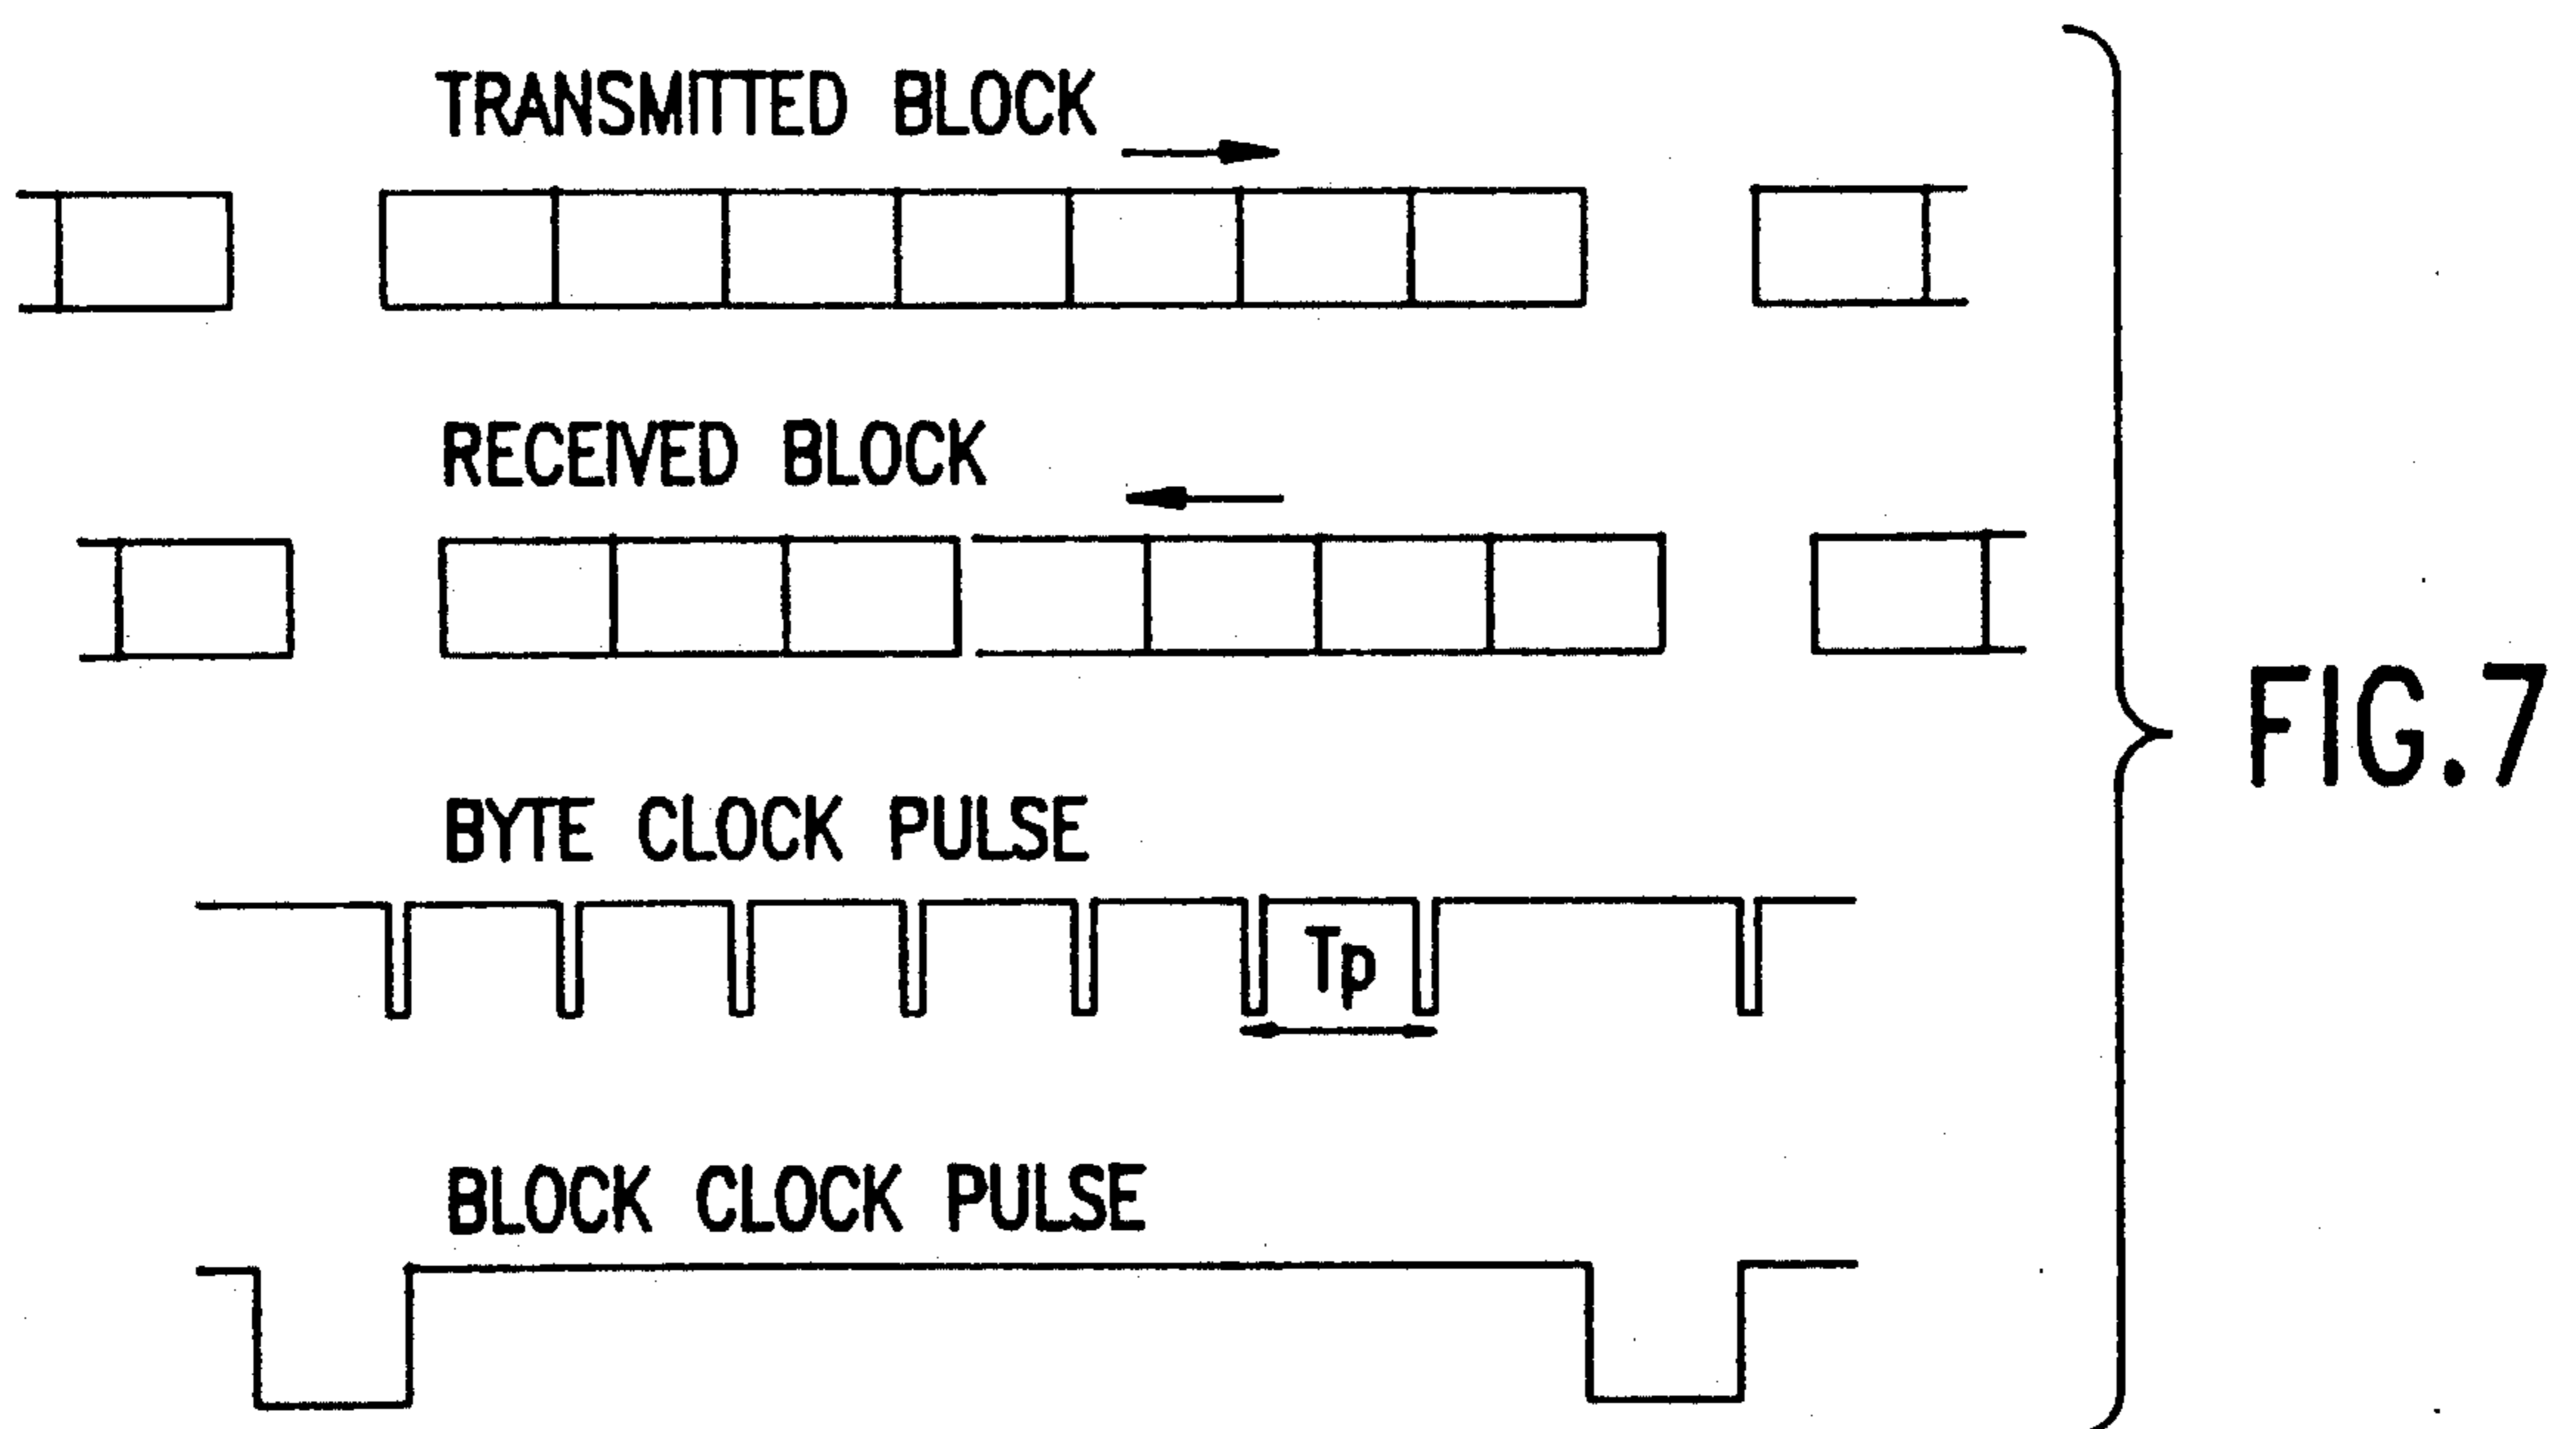 TRANSMITTED BLOCK
RECEIVED BLOCK
BYTE CLOCK PULSE
Tp
BLOCK CLOCK PULSE
FIG.7